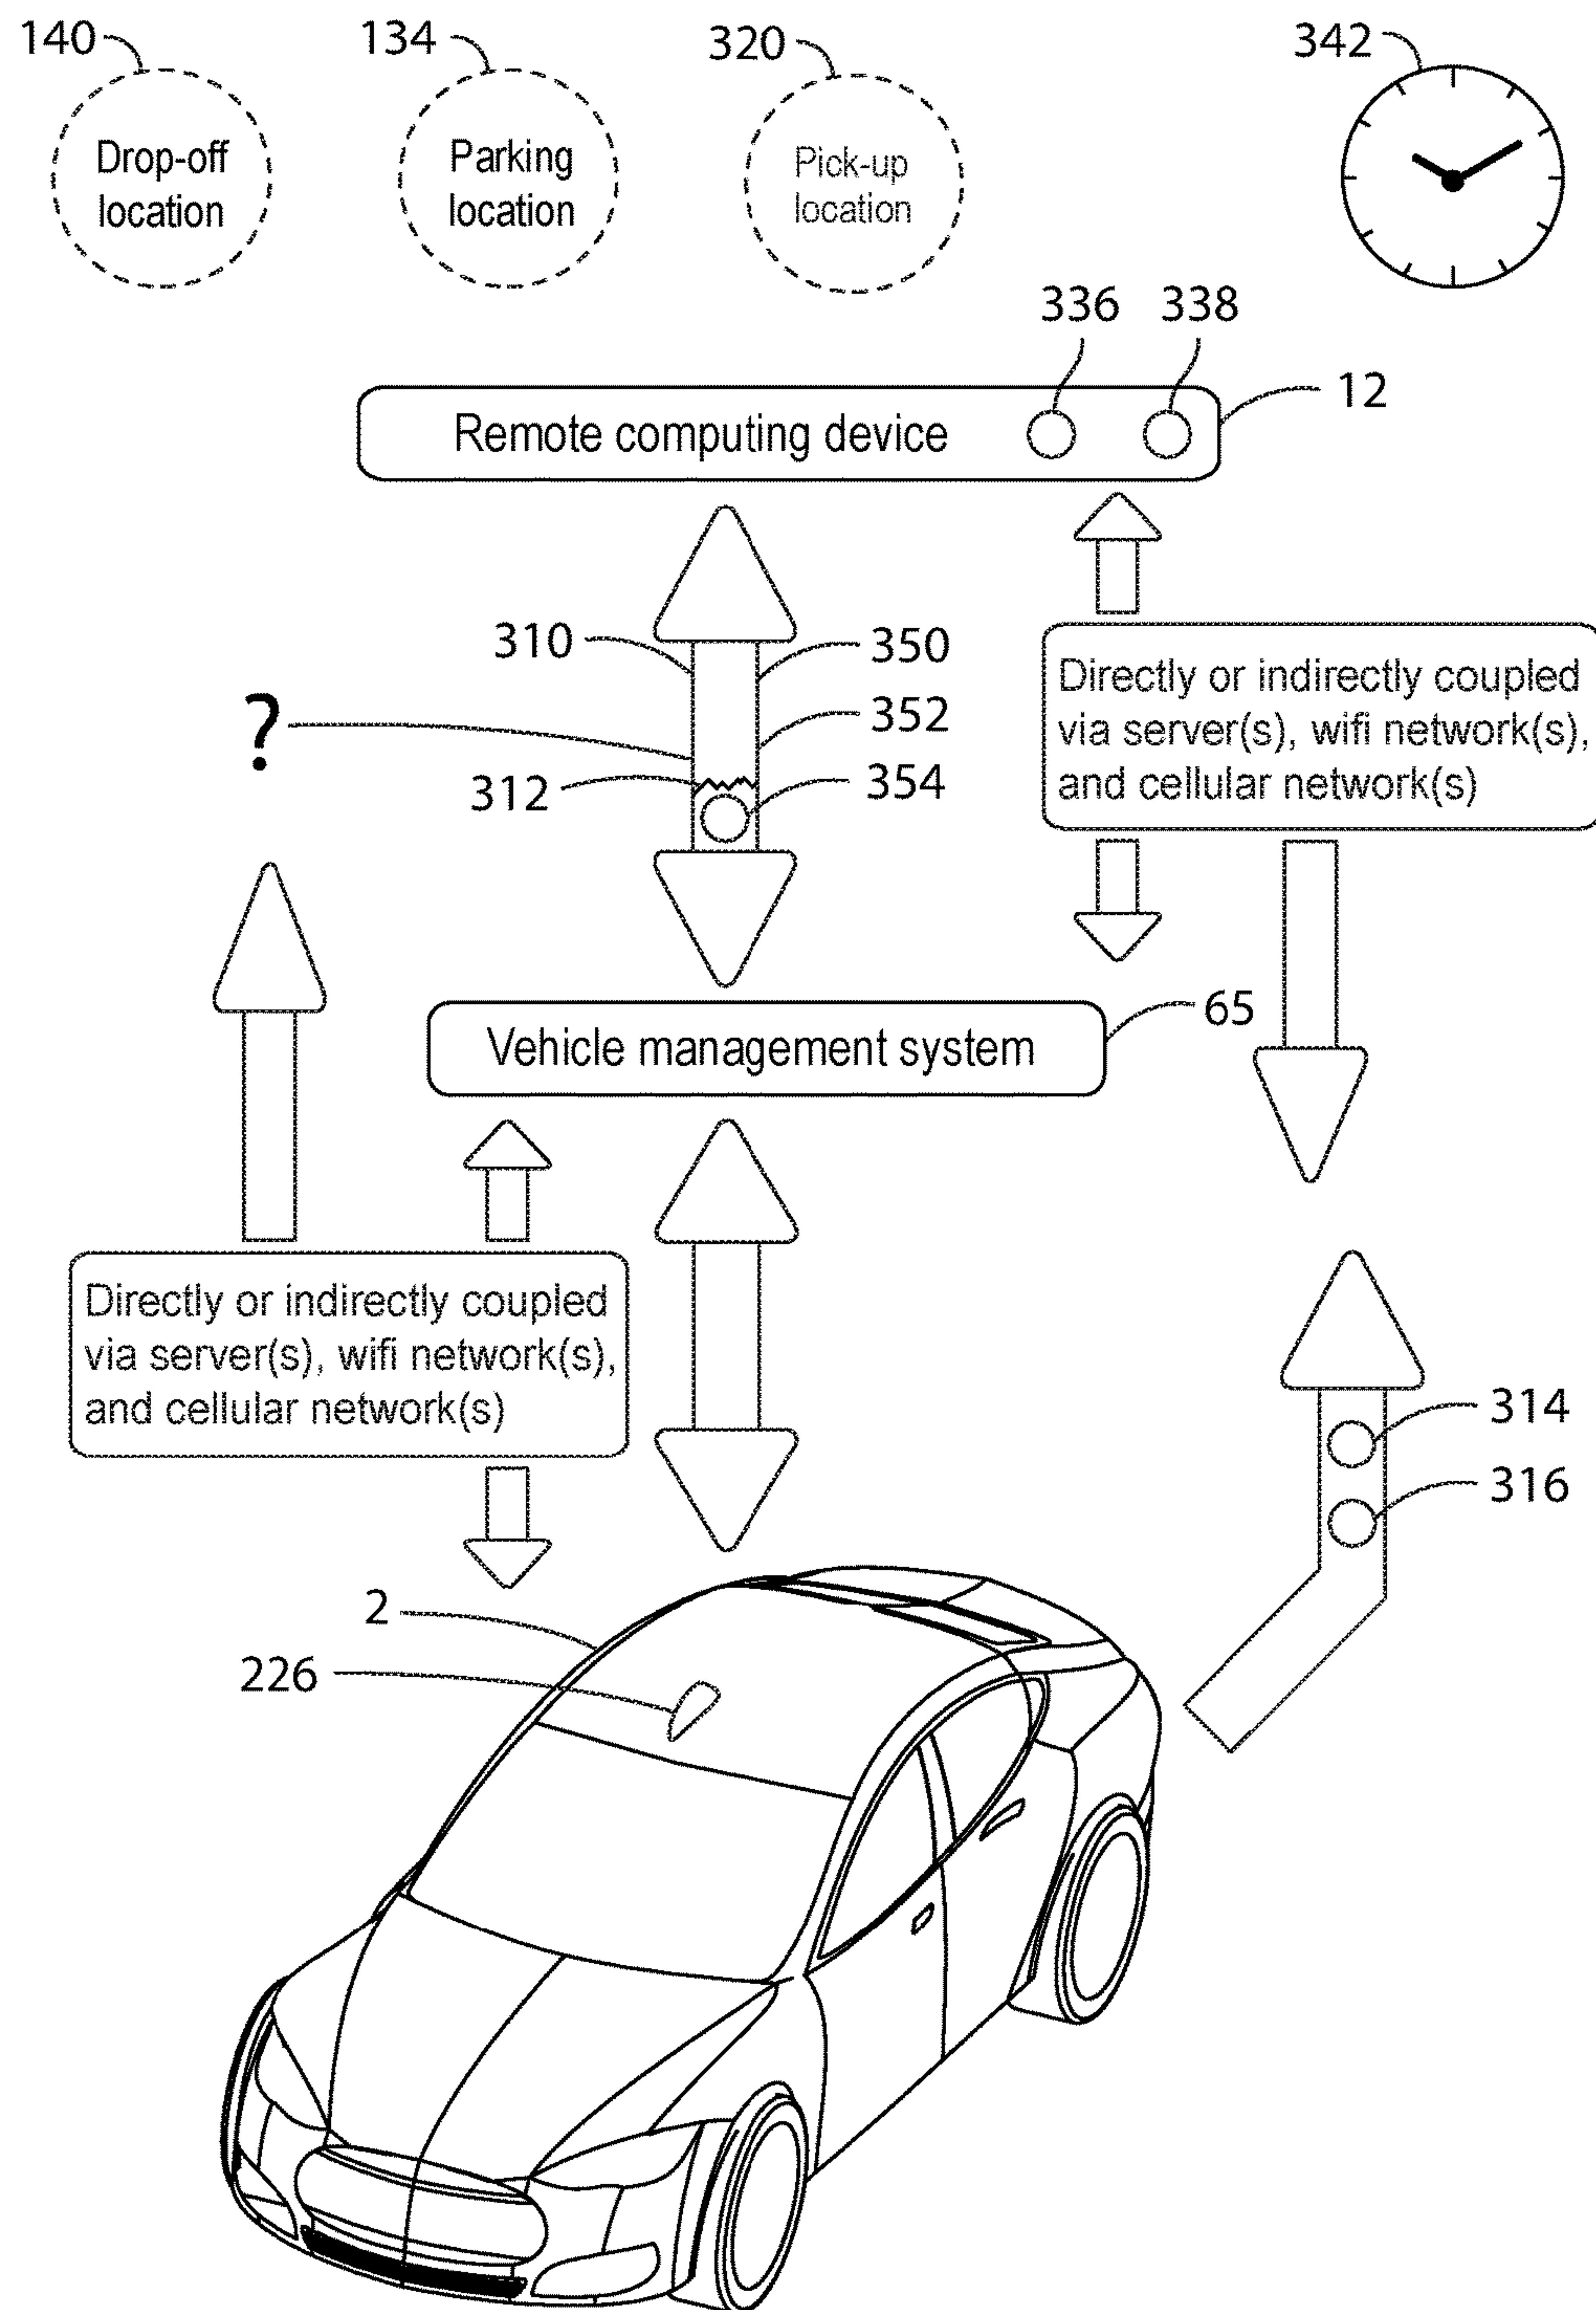 140
134
320
342
Drop-off
location
Parking
location
Pick-up
location
336
338
12
Remote computing device
310
350
?
352
312
354
Directly or indirectly coupled
via server(s), wifi network(s),
and cellular network(s)
65
Vehicle management system
Directly or indirectly coupled
via server(s), wifi network(s),
and cellular network(s)
314
316
2
226